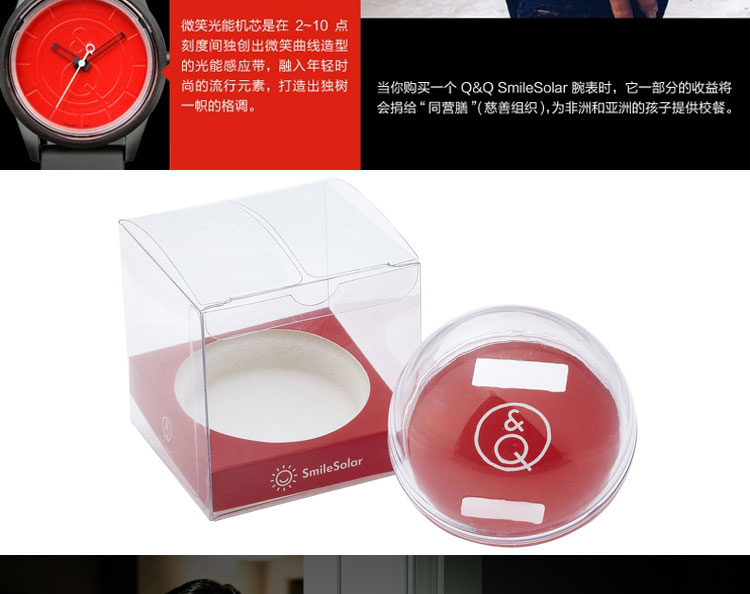 微笑光能机芯是在 2~10 点
刻度间独创出微笑曲线造型
的光能感应带，融入年轻时
尚的流行元素，打造出独树
一帜的格调。
当你购买一个 Q&Q SmileSolar 腕表时，它一部分的收益将
会捐给“同营膳”(慈善组织),为非洲和亚洲的孩子提供校餐。
&
Q
SmileSolar
&
Q